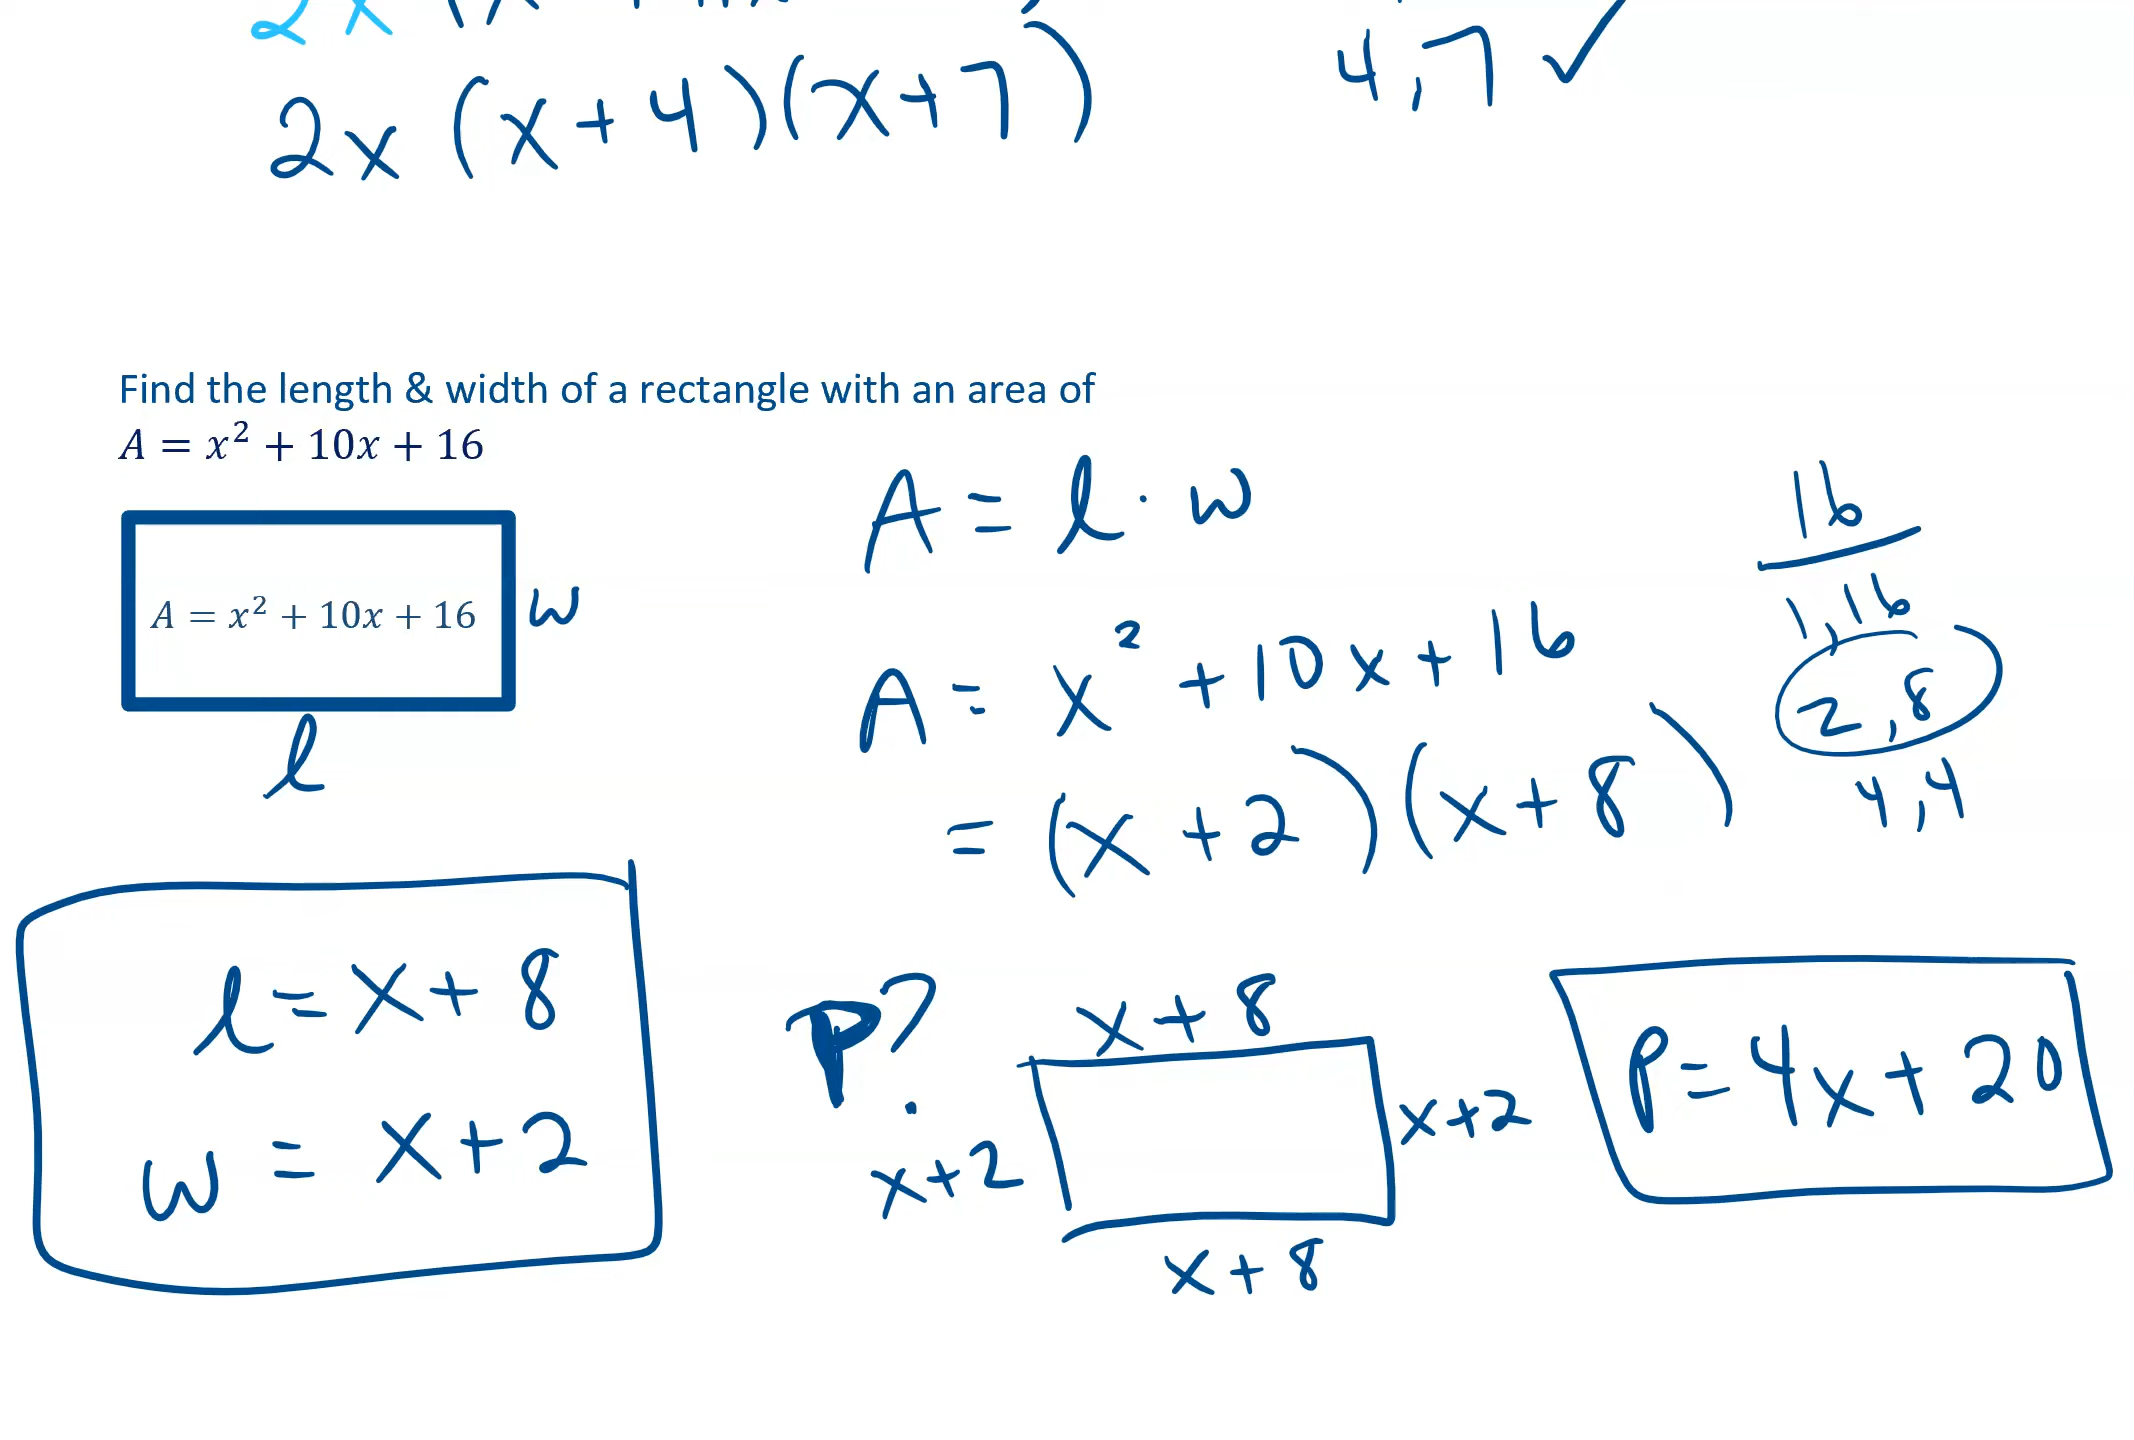 2x
2x (x+4)(x+7)
4,7 ✓
Find the length & width of a rectangle with an area of
A = x² + 10x + 16
A = l · w
16
1,16
2,8
4,4
A = x² + 10x + 16
w
l
A = x² + 10x + 16
= (x+2)(x+8)
l = x+8
w = x+2
P?
x+8
x+2
x+2
x+8
P = 4x+20